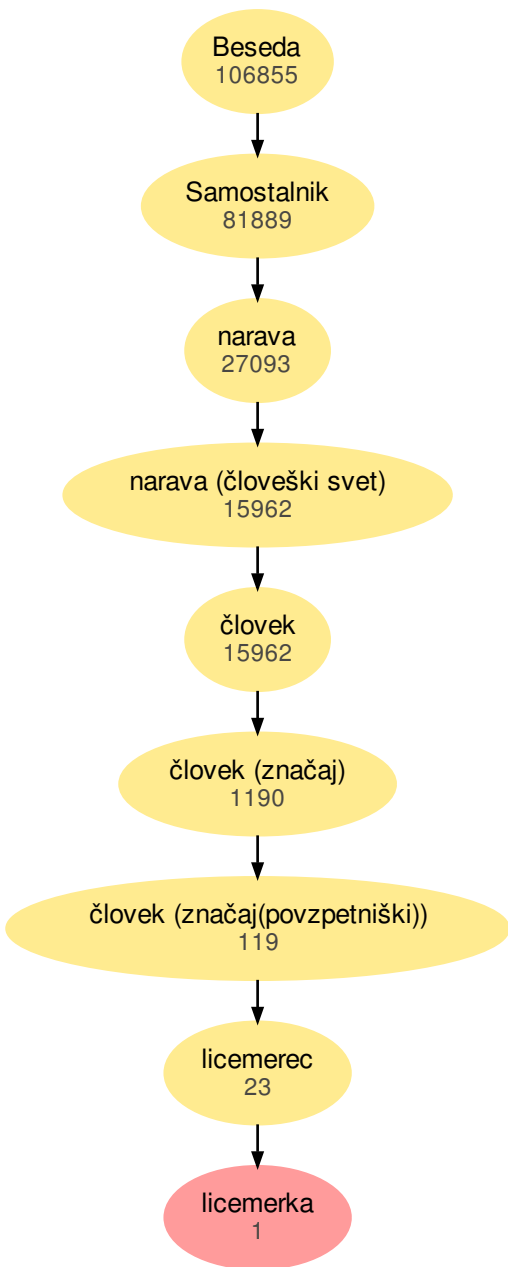 Beseda
106855
Samostalnik
81889
narava
27093
narava (človeški svet)
15962
človek
15962
človek (značaj)
1190
človek (značaj(povzpetniški))
119
licemerec
23
licemerka
1